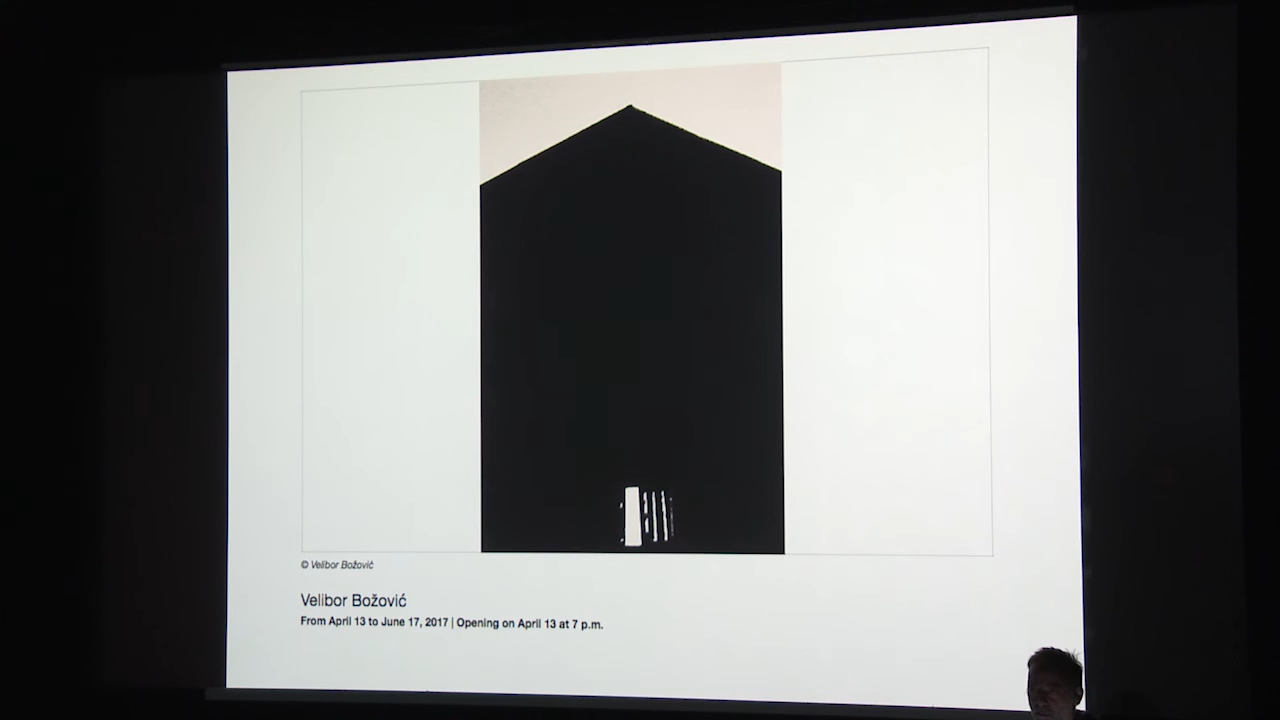 © Velibor Božović
Velibor Božović
From April 13 to June 17, 2017 | Opening on April 13 at 7 p.m.